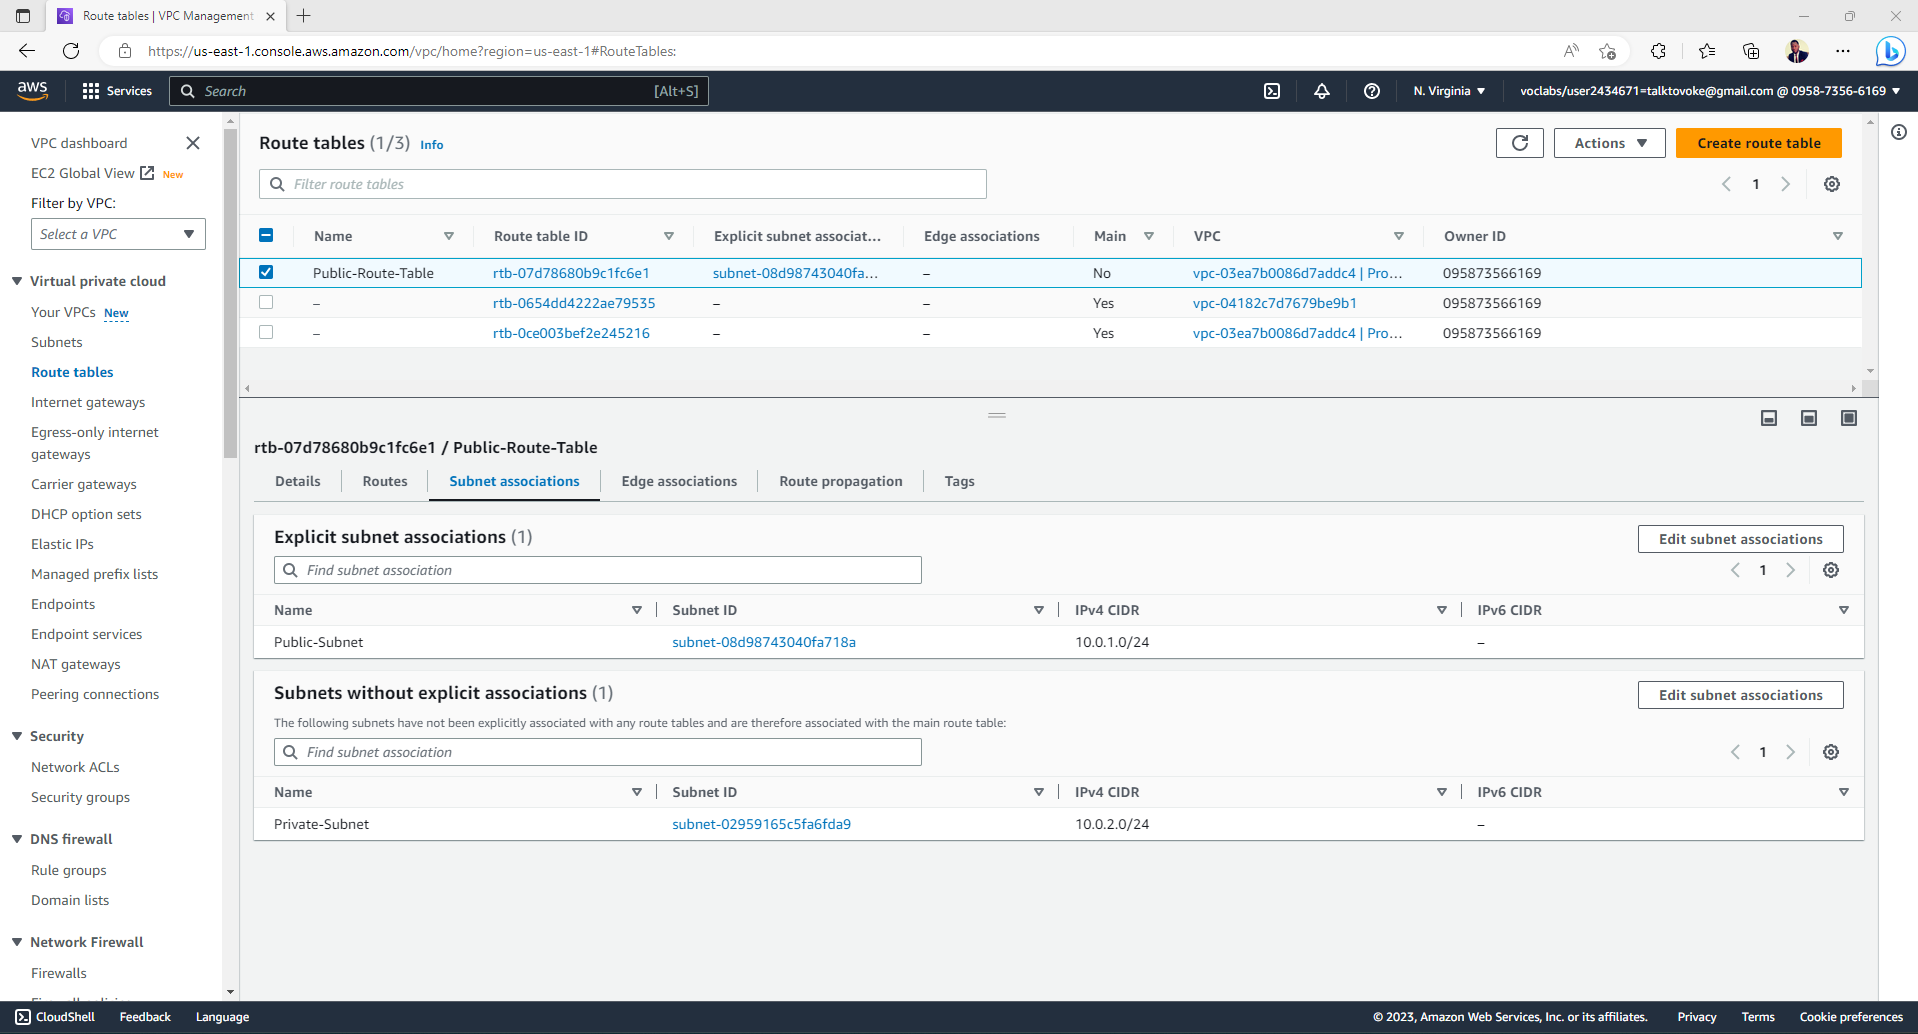 Route tables | VPC Management
https://us-east-1.console.aws.amazon.com/vpc/home?region=us-east-1#RouteTables:
aws
Services
Search
[Alt+S]
N. Virginia
voclabs/user2434671=talktovoke@gmail.com @ 0958-7356-6169
VPC dashboard
EC2 Global View New
Filter by VPC:
Select a VPC
Virtual private cloud
Your VPCs New
Subnets
Route tables
Internet gateways
Egress-only internet
gateways
Carrier gateways
DHCP option sets
Elastic IPs
Managed prefix lists
Endpoints
Endpoint services
NAT gateways
Peering connections
Security
Network ACLs
Security groups
DNS firewall
Rule groups
Domain lists
Network Firewall
Firewalls
Route tables (1/3) Info
Actions
Create route table
Filter route tables
1
Name Route table ID Explicit subnet associat... Edge associations Main VPC Owner ID
Public-Route-Table rtb-07d78680b9c1fc6e1 subnet-08d98743040fa... – No vpc-03ea7b0086d7addc4 | Pro... 095873566169
– rtb-0654dd4222ae79535 – – Yes vpc-04182c7d7679be9b1 095873566169
– rtb-0ce003bef2e245216 – – Yes vpc-03ea7b0086d7addc4 | Pro... 095873566169
rtb-07d78680b9c1fc6e1 / Public-Route-Table
Details Routes Subnet associations Edge associations Route propagation Tags
Explicit subnet associations (1)
Edit subnet associations
Find subnet association
1
Name Subnet ID IPv4 CIDR IPv6 CIDR
Public-Subnet subnet-08d98743040fa718a 10.0.1.0/24 –
Subnets without explicit associations (1)
Edit subnet associations
The following subnets have not been explicitly associated with any route tables and are therefore associated with the main route table:
Find subnet association
1
Name Subnet ID IPv4 CIDR IPv6 CIDR
Private-Subnet subnet-02959165c5fa6fda9 10.0.2.0/24 –
CloudShell Feedback Language
© 2023, Amazon Web Services, Inc. or its affiliates. Privacy Terms Cookie preferences